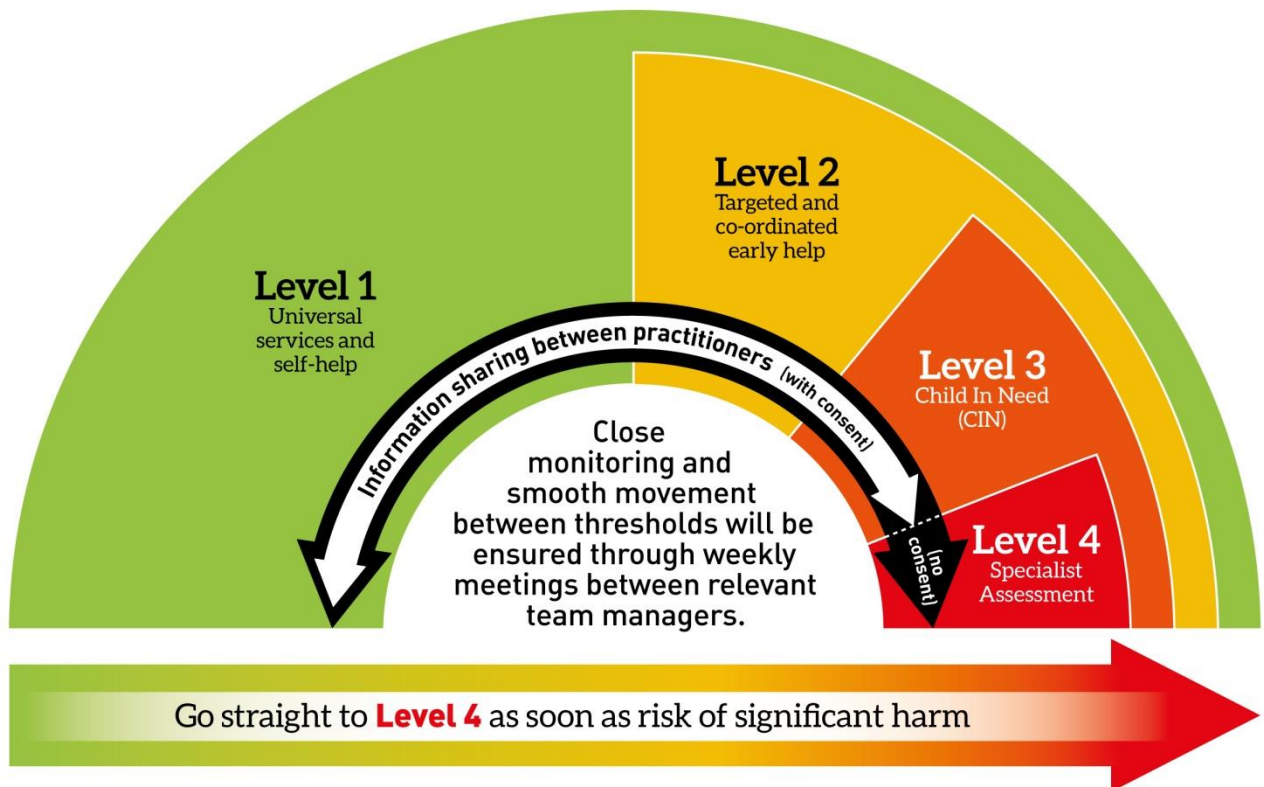 Level 1
Universal
services and
self-help
Level 2
Targeted and
co-ordinated
early help
Level 3
Child In Need
(CIN)
Level 4
Specialist
Assessment
Information sharing between practitioners (with consent)
(no
consent)
Close
monitoring and
smooth movement
between thresholds will be
ensured through weekly
meetings between relevant
team managers.
Go straight to Level 4 as soon as risk of significant harm